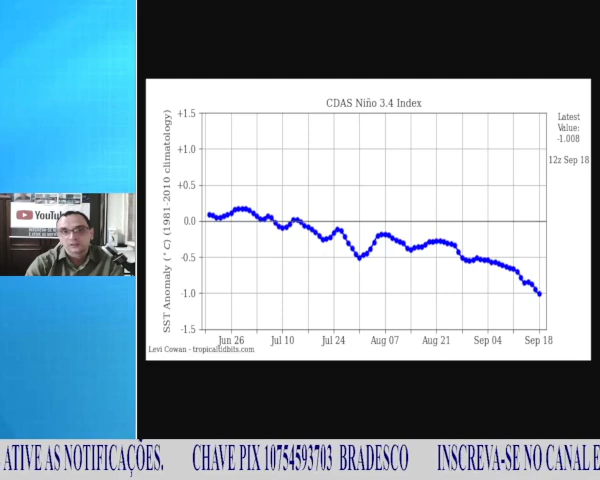 CDAS Niño 3.4 Index
Latest
Value:
-1.008
12z Sep 18
SST Anomaly (°C) (1981-2010 climatology)
+1.5
+1.0
+0.5
0.0
-0.5
-1.0
-1.5
Jun 26 Jul 10 Jul 24 Aug 07 Aug 21 Sep 04 Sep 18
Levi Cowan - tropicaltidbits.com
YouTu
ATIVE AS NOTIFICAÇÕES. CHAVE PIX 10754593703 BRADESCO INSCREVA-SE NO CANAL E